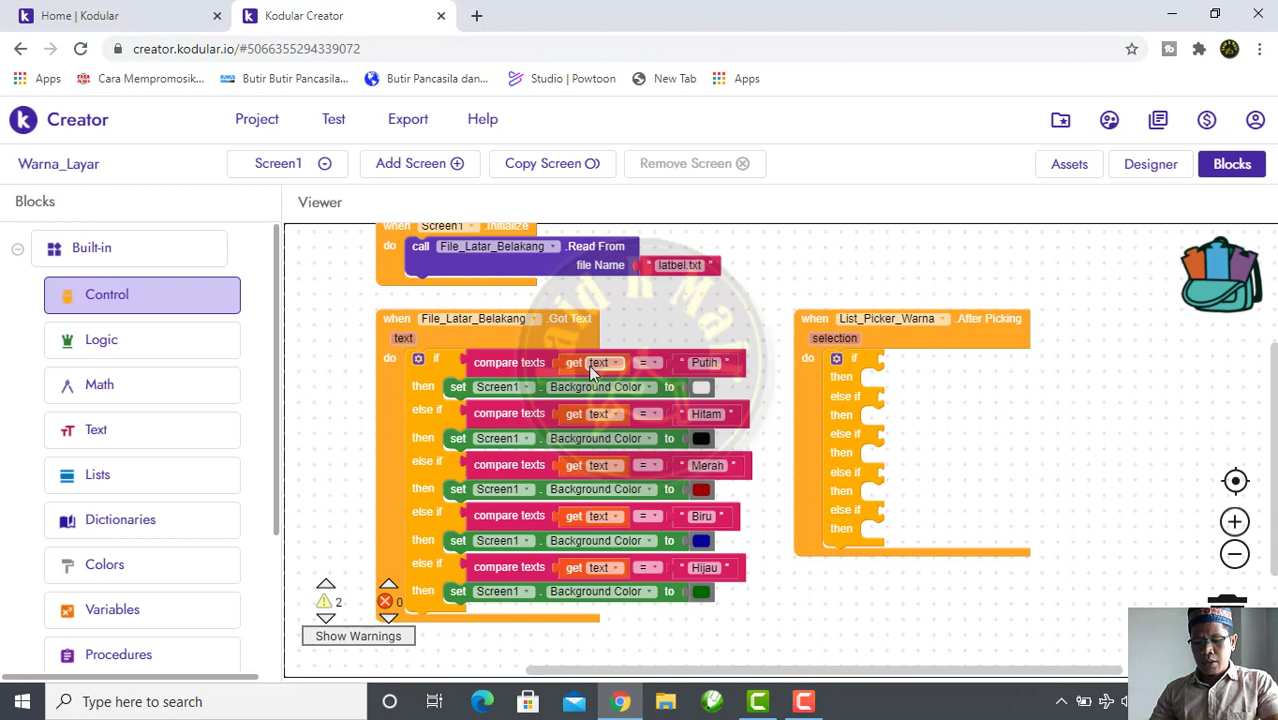 Home | Kodular
Kodular Creator
creator.kodular.io/#5066355294339072
Apps
Cara Mempromosik...
Butir Butir Pancasila...
Butir Pancasila dan...
Studio | Powtoon
New Tab
Apps
Creator
Project
Test
Export
Help
Warna_Layar
Screen1
Add Screen
Copy Screen
Remove Screen
Assets
Designer
Blocks
Blocks
Viewer
Built-in
Control
Logic
Math
Text
Lists
Dictionaries
Colors
Variables
Procedures
when Screen1 .Initialize
do call File_Latar_Belakang .Read From
file Name " latbel.txt "
when File_Latar_Belakang .Got Text
text
do if compare texts get text = " Putih "
then set Screen1 . Background Color to
else if compare texts get text = " Hitam "
then set Screen1 . Background Color to
else if compare texts get text = " Merah "
then set Screen1 . Background Color to
else if compare texts get text = " Biru "
then set Screen1 . Background Color to
else if compare texts get text = " Hijau "
then set Screen1 . Background Color to
when List_Picker_Warna .After Picking
selection
do if
then
else if
then
else if
then
else if
then
else if
then
2
0
Show Warnings
Type here to search